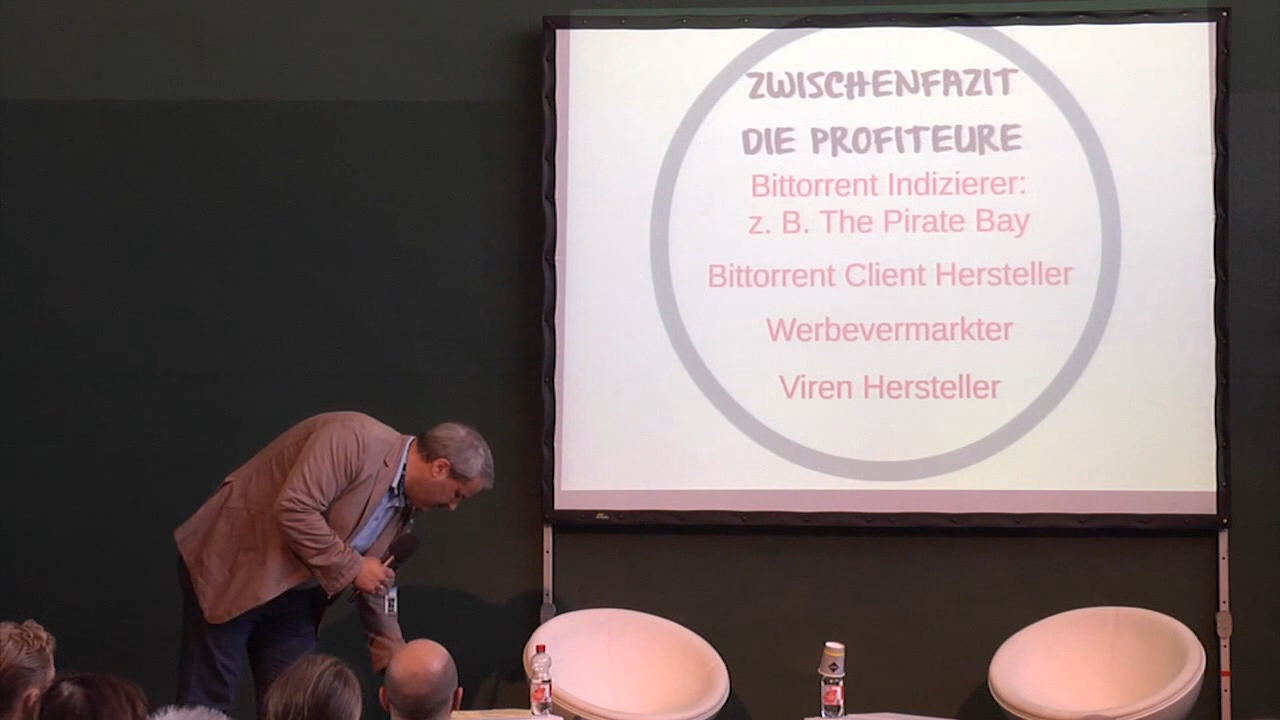 ZWISCHENFAZIT
DIE PROFITEURE
Bittorrent Indizierer:
z. B. The Pirate Bay
Bittorrent Client Hersteller
Werbevermarkter
Viren Hersteller